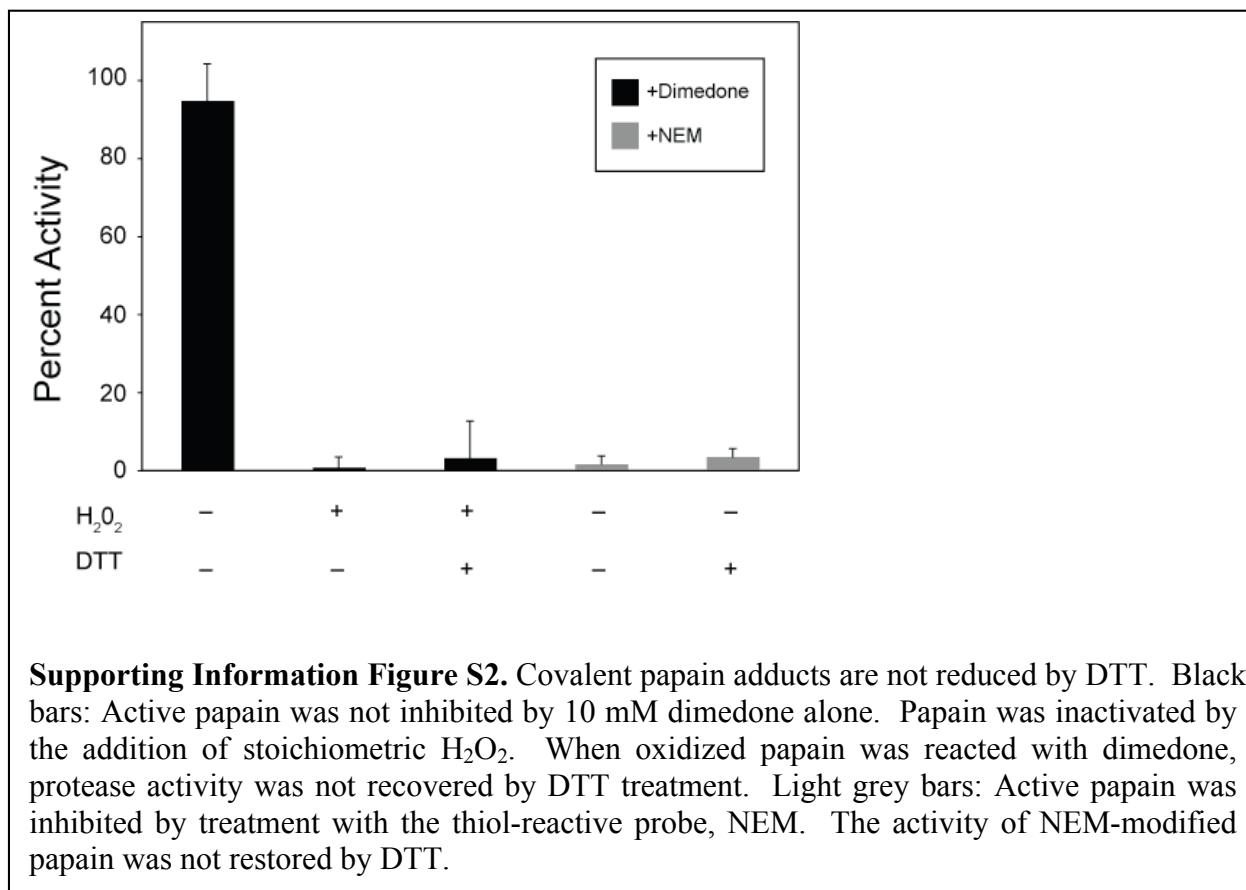 100
80
60
40
20
0
Percent Activity
+Dimedone
+NEM
H₂0₂ – + + – –
DTT – – + – +
Supporting Information Figure S2. Covalent papain adducts are not reduced by DTT. Black
bars: Active papain was not inhibited by 10 mM dimedone alone. Papain was inactivated by
the addition of stoichiometric H₂O₂. When oxidized papain was reacted with dimedone,
protease activity was not recovered by DTT treatment. Light grey bars: Active papain was
inhibited by treatment with the thiol-reactive probe, NEM. The activity of NEM-modified
papain was not restored by DTT.